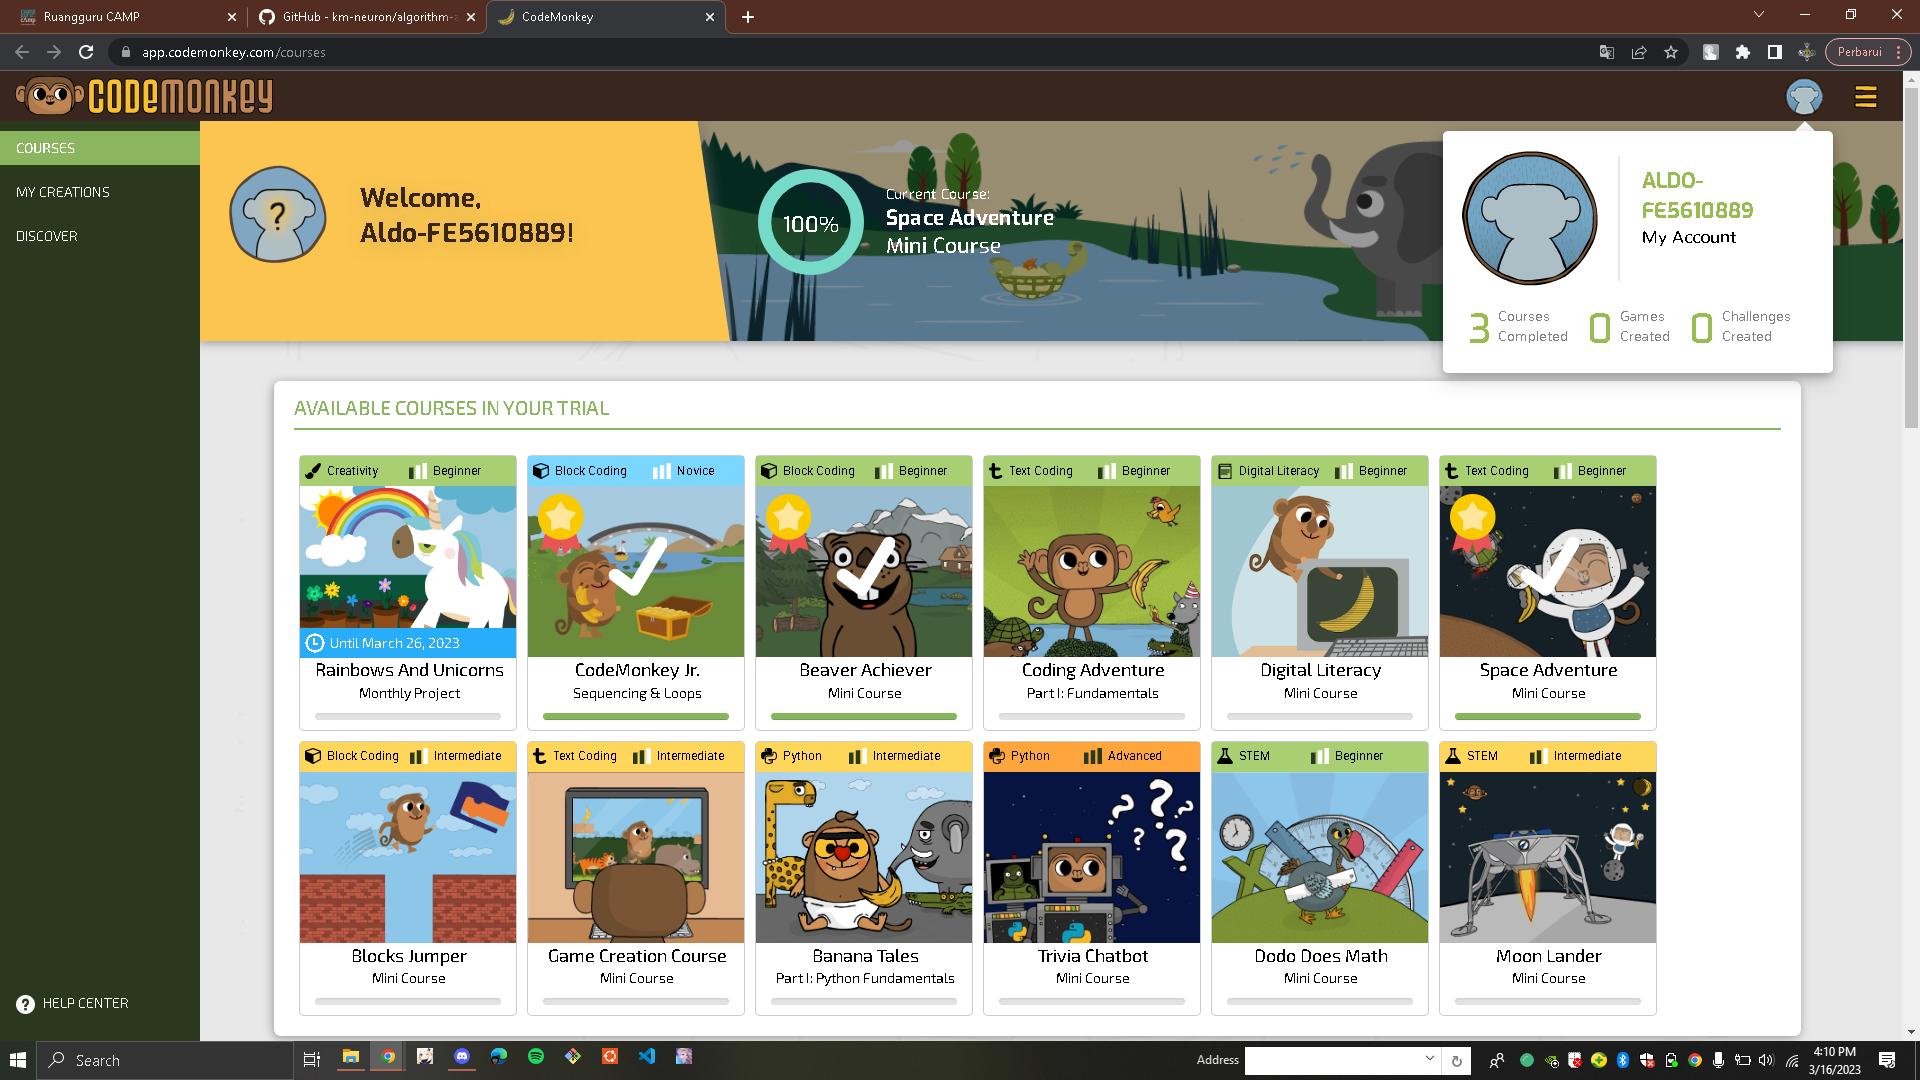 Ruangguru CAMP
GitHub - km-neuron/algorithm-a
CodeMonkey
app.codemonkey.com/courses
Perbarui
CODEMONKEY
COURSES
MY CREATIONS
DISCOVER
HELP CENTER
Welcome,
Aldo-FE5610889!
100%
Current Course:
Space Adventure
Mini Course
ALDO-
FE5610889
My Account
3 Courses Completed
0 Games Created
0 Challenges Created
AVAILABLE COURSES IN YOUR TRIAL
Creativity Beginner
Until March 26, 2023
Rainbows And Unicorns
Monthly Project
Block Coding Novice
CodeMonkey Jr.
Sequencing & Loops
Block Coding Beginner
Beaver Achiever
Mini Course
Text Coding Beginner
Coding Adventure
Part I: Fundamentals
Digital Literacy Beginner
Digital Literacy
Mini Course
Text Coding Beginner
Space Adventure
Mini Course
Block Coding Intermediate
Blocks Jumper
Mini Course
Text Coding Intermediate
Game Creation Course
Mini Course
Python Intermediate
Banana Tales
Part I: Python Fundamentals
Python Advanced
Trivia Chatbot
Mini Course
STEM Beginner
Dodo Does Math
Mini Course
STEM Intermediate
Moon Lander
Mini Course
Search
Address
4:10 PM
3/16/2023